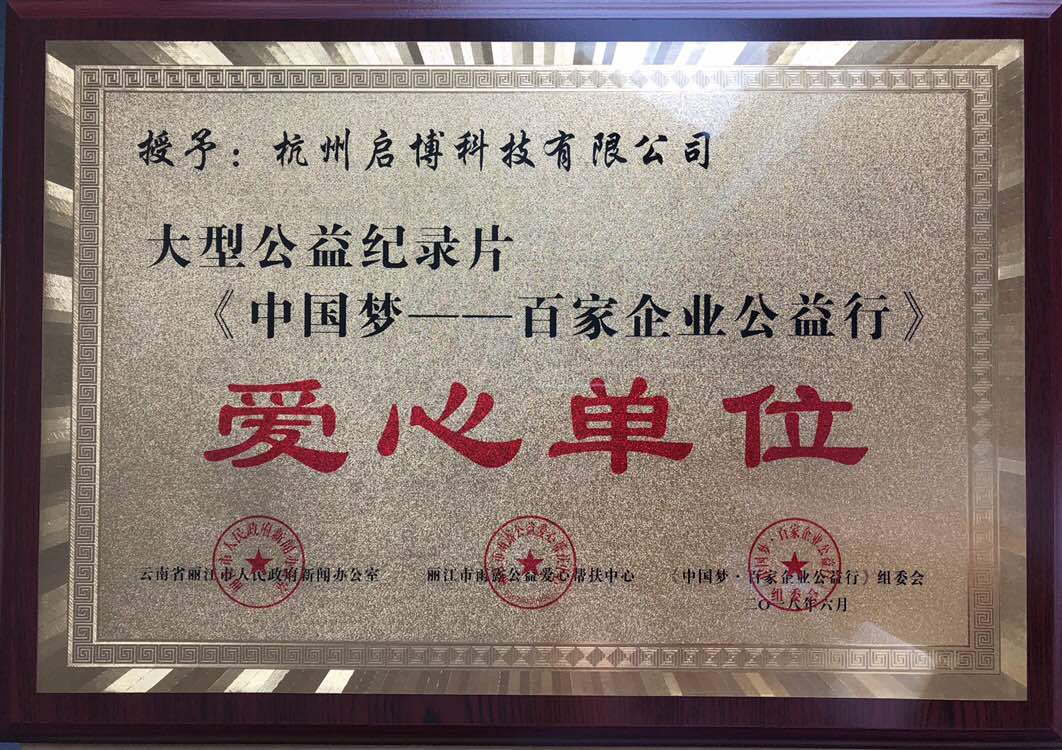 授予：杭州启博科技有限公司
大型公益纪录片
《中国梦——百家企业公益行》
爱心单位
云南省丽江市人民政府新闻办公室 丽江市雨露公益爱心帮扶中心 《中国梦·百家企业公益行》组委会
二〇一八年六月
组委会